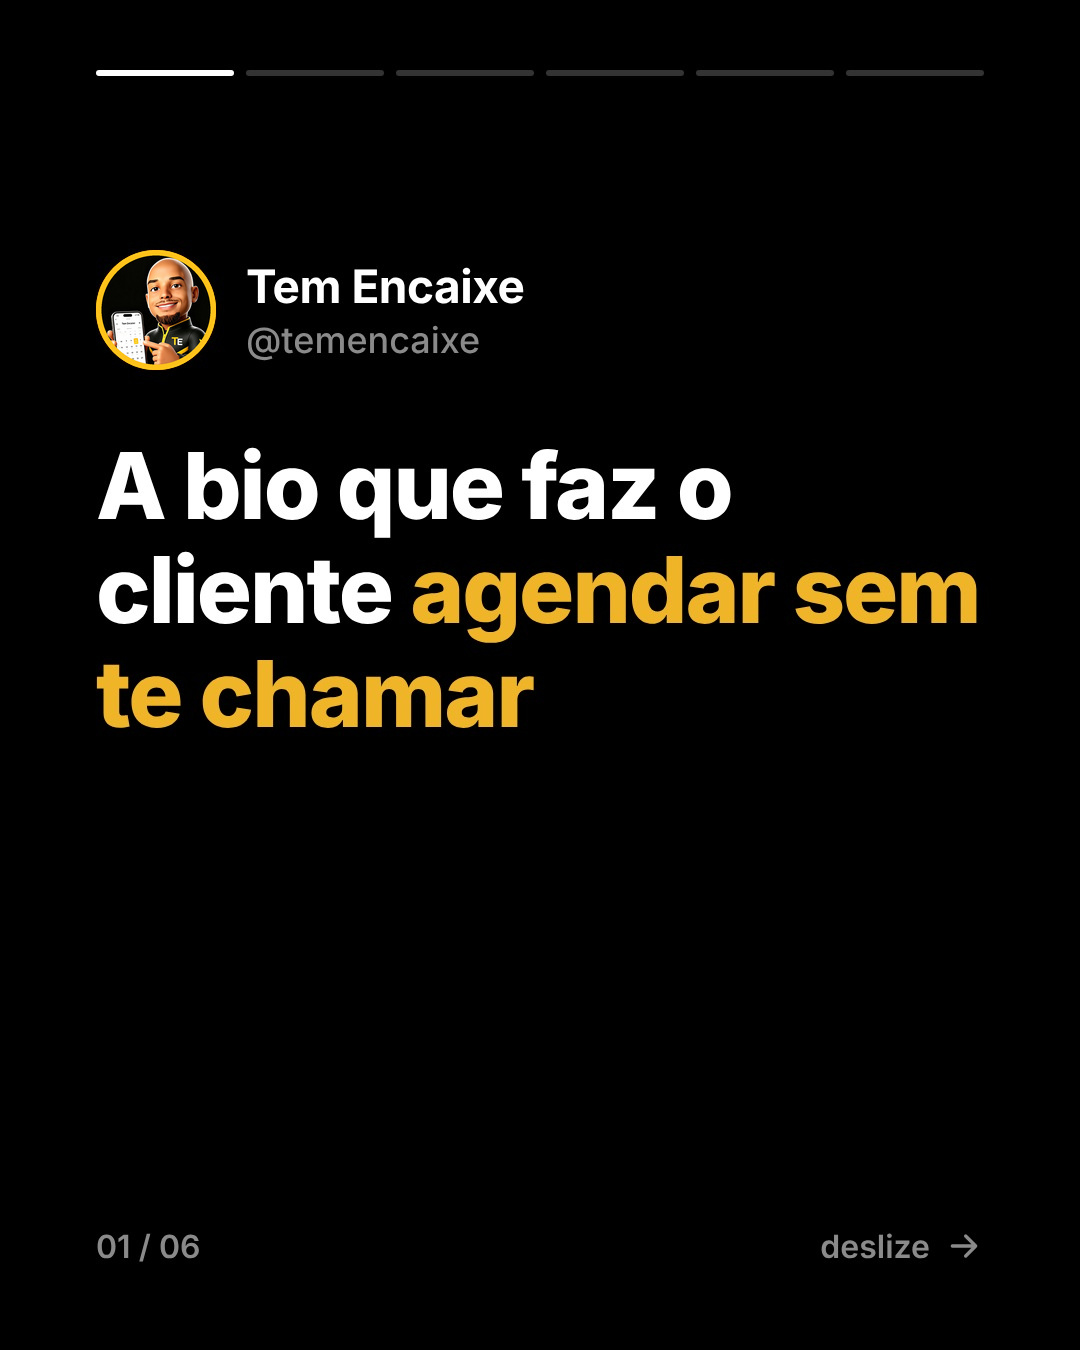 Tem Encaixe
@temencaixe
A bio que faz o
cliente agendar sem
te chamar
01 / 06
deslize →